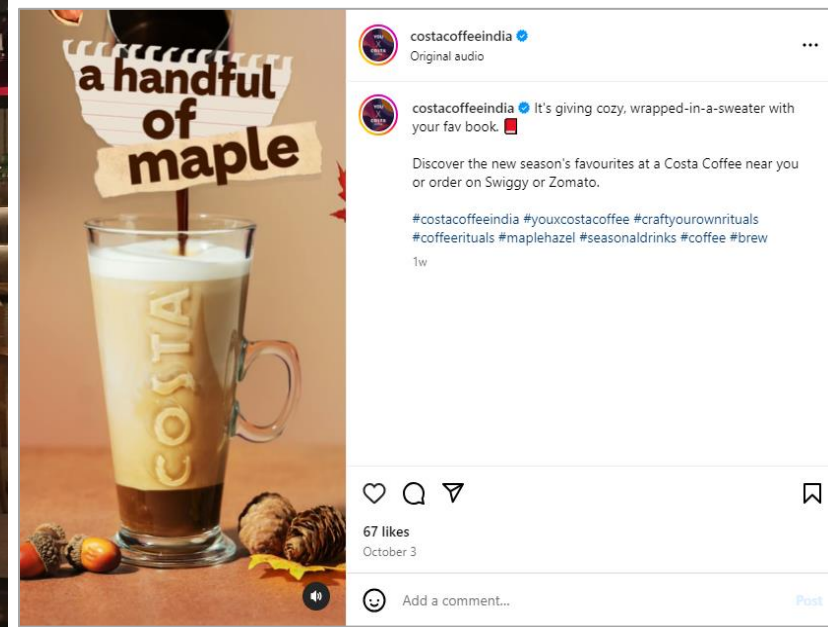 a handful
of
maple
COSTA
costacoffeeindia
Original audio
costacoffeeindia It's giving cozy, wrapped-in-a-sweater with
your fav book.
Discover the new season's favourites at a Costa Coffee near you
or order on Swiggy or Zomato.
#costacoffeeindia #youxcostacoffee #craftyourownrituals
#coffeerituals #maplehazel #seasonaldrinks #coffee #brew
1w
67 likes
October 3
Add a comment...
Post